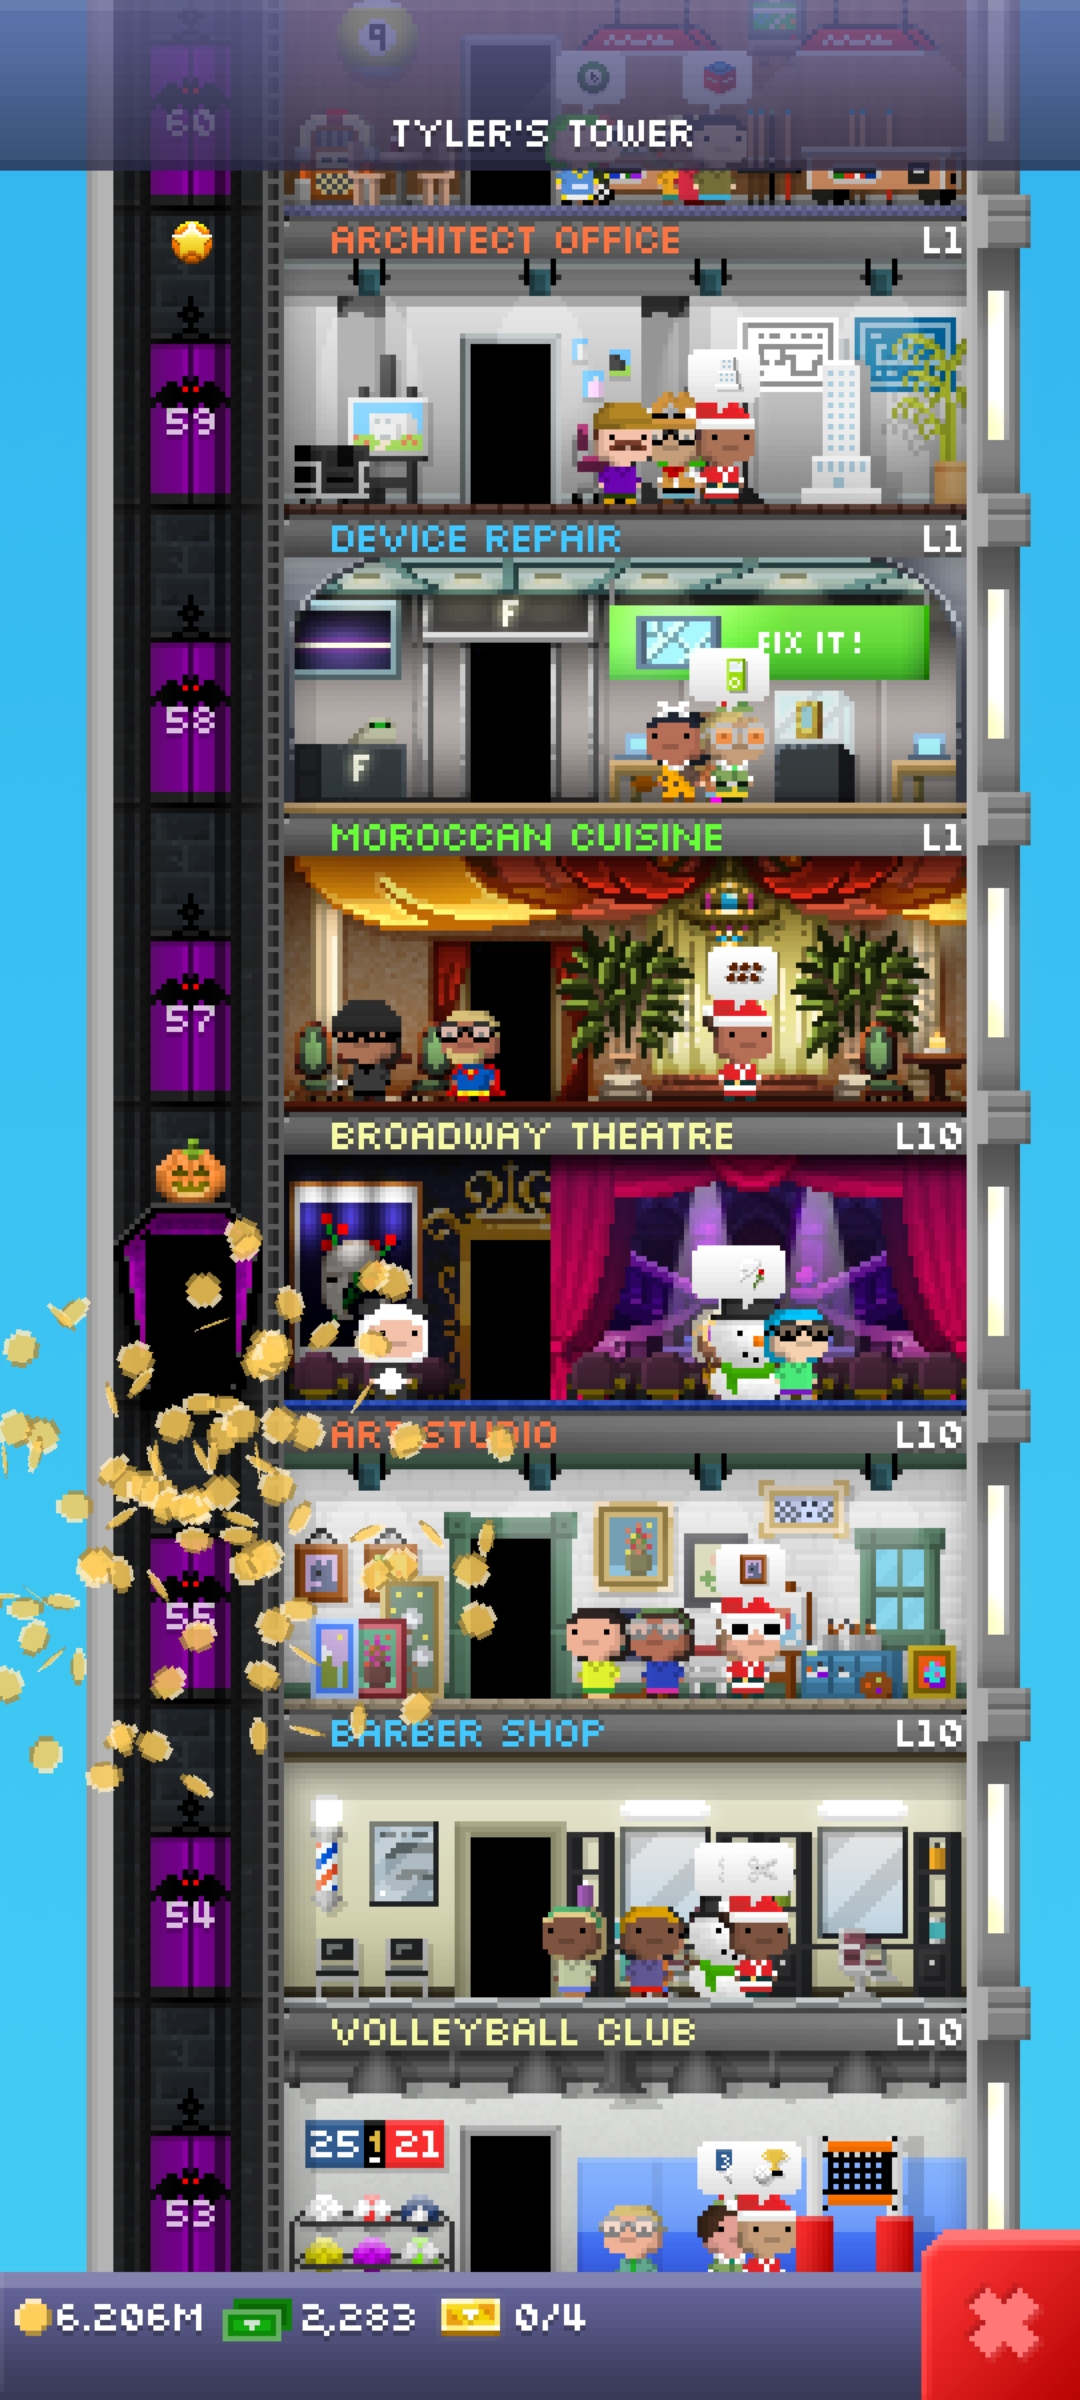 9
60
TYLER'S TOWER
ARCHITECT OFFICE L1
59
DEVICE REPAIR L1
F
FIX IT!
58
F
MOROCCAN CUISINE L1
57
BROADWAY THEATRE L10
ART STUDIO L10
55
BARBER SHOP L10
54
VOLLEYBALL CLUB L10
25 1 21
3
53
6.206M 2,283 0/4